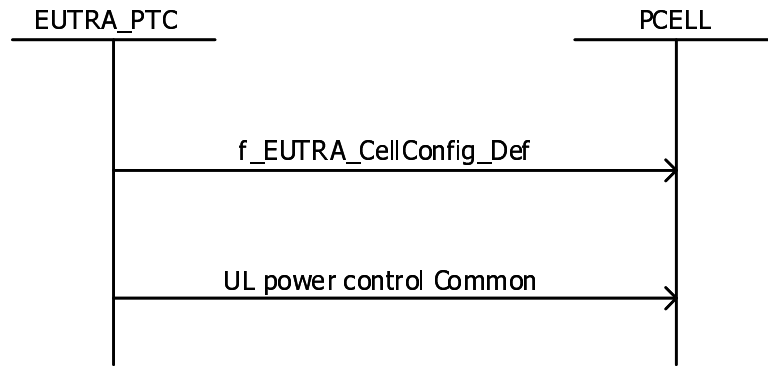 EUTRA_PTC
PCELL
f_EUTRA_CellConfig_Def
UL power control Common